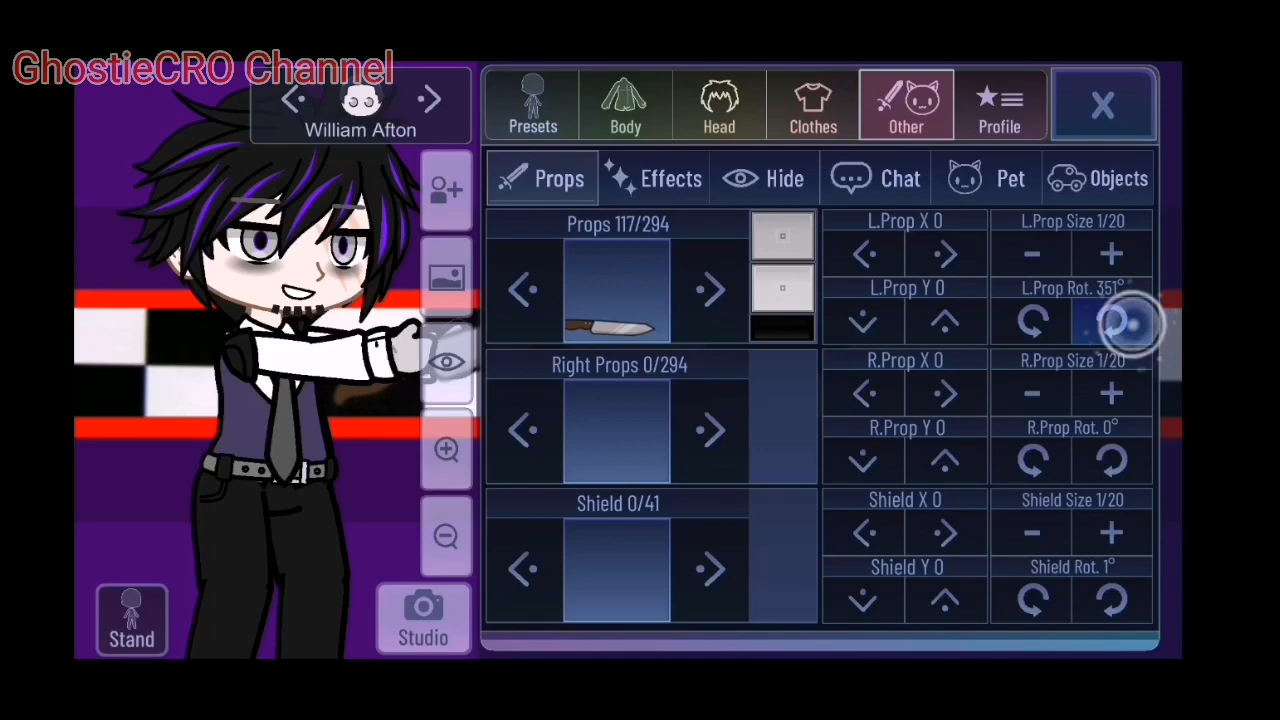 GhostieCRO Channel
William Afton
Presets
Body
Head
Clothes
Other
Profile
X
Props
Effects
Hide
Chat
Pet
Objects
Props 117/294
L.Prop X 0
L.Prop Size 1/20
L.Prop Y 0
L.Prop Rot. 351°
Right Props 0/294
R.Prop X 0
R.Prop Size 1/20
R.Prop Y 0
R.Prop Rot. 0°
Shield 0/41
Shield X 0
Shield Size 1/20
Shield Y 0
Shield Rot. 1°
Stand
Studio